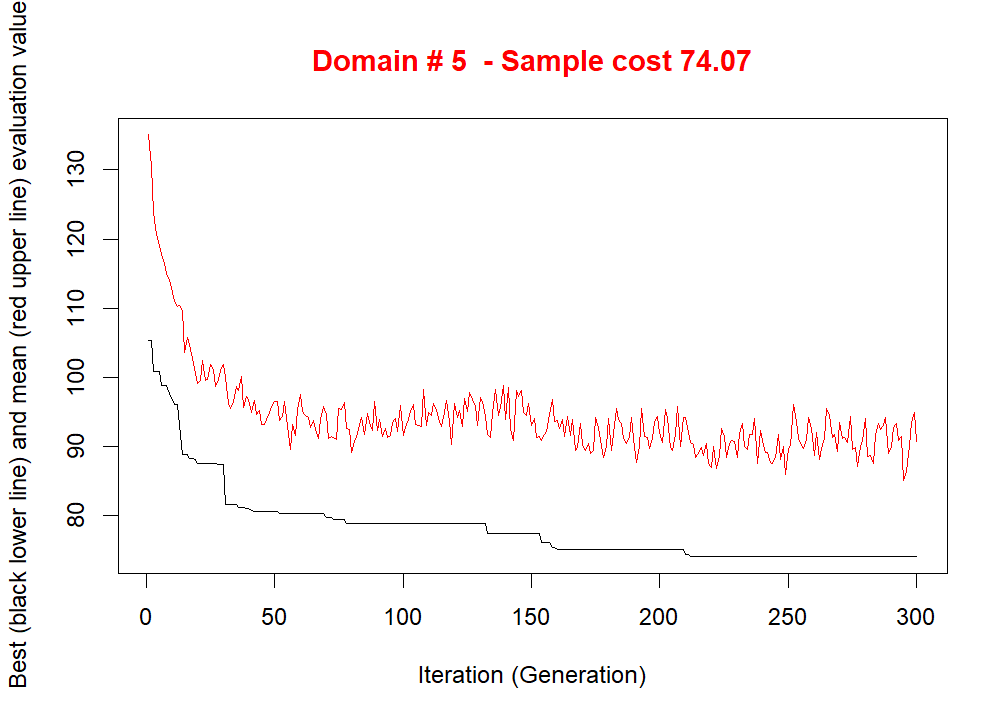 Domain # 5  - Sample cost 74.07
Best (black lower line) and mean (red upper line) evaluation value
130
120
110
100
90
80
0 50 100 150 200 250 300
Iteration (Generation)